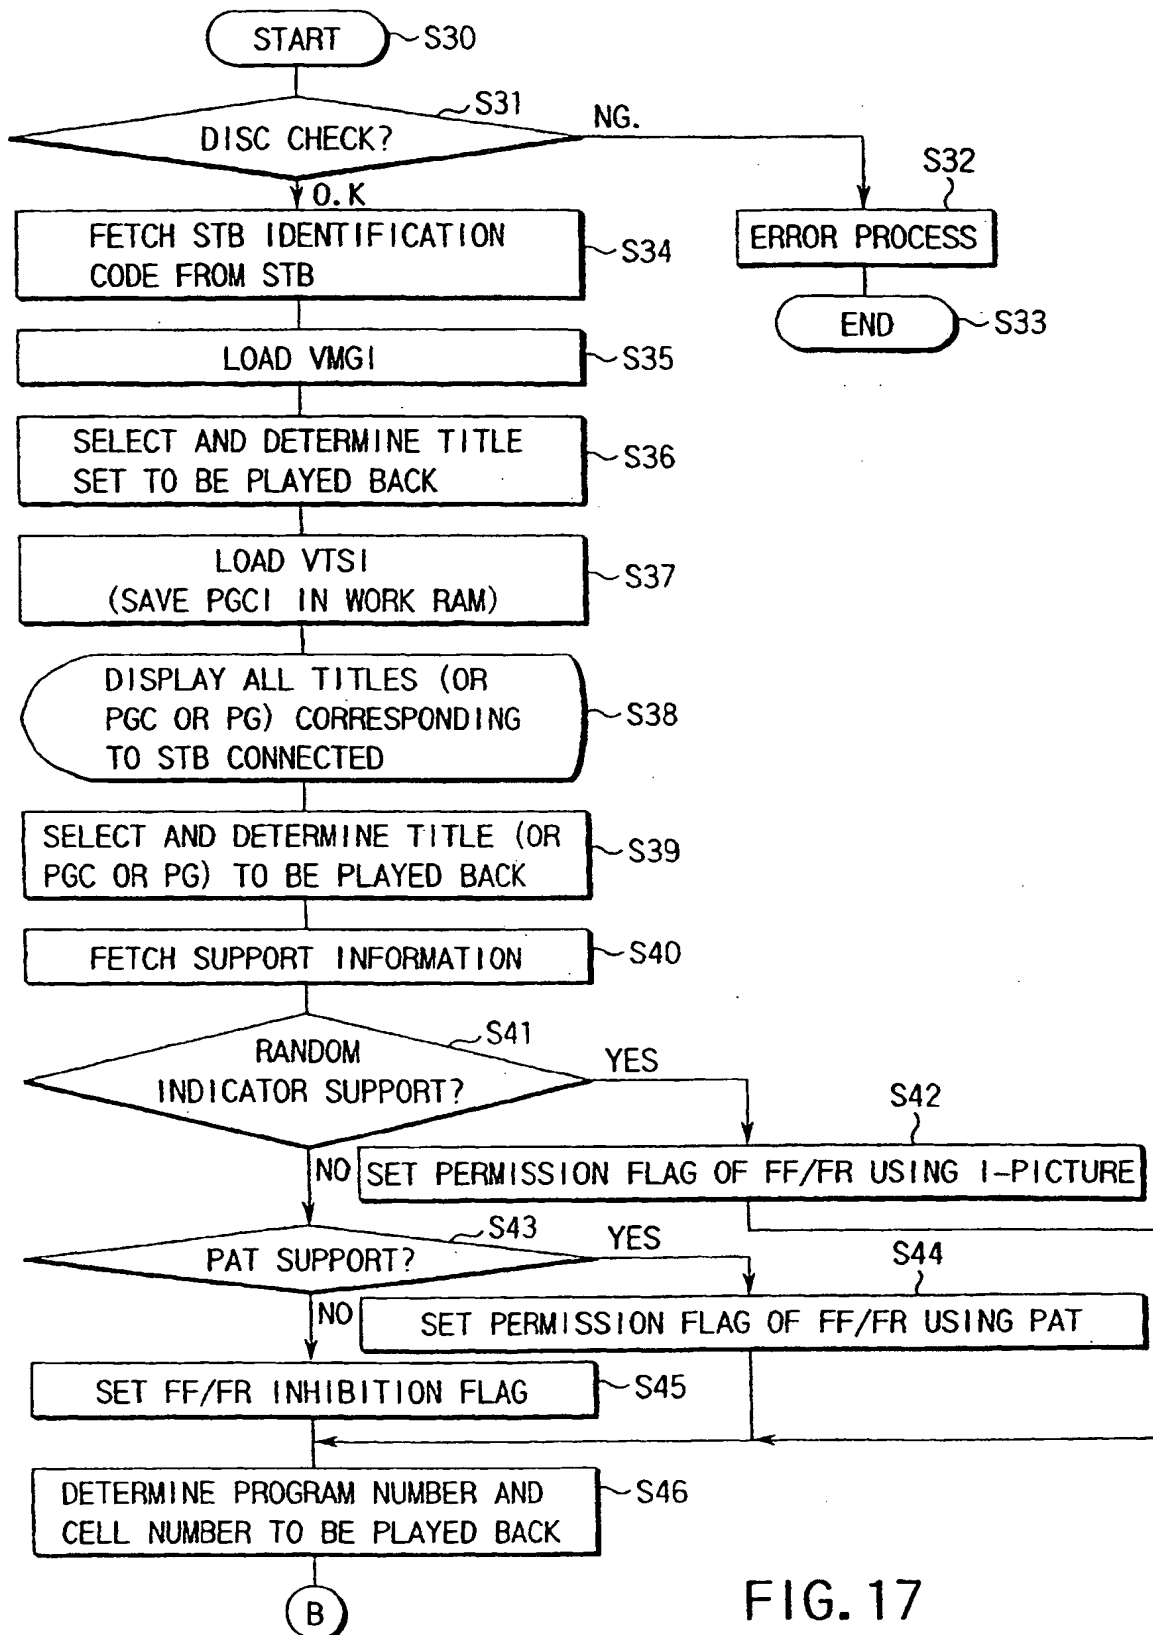 START
S30
S31
DISC CHECK?
NG.
O.K
S32
ERROR PROCESS
END
S33
FETCH STB IDENTIFICATION
CODE FROM STB
S34
LOAD VMGI
S35
SELECT AND DETERMINE TITLE
SET TO BE PLAYED BACK
S36
LOAD VTSI
(SAVE PGCI IN WORK RAM)
S37
DISPLAY ALL TITLES (OR
PGC OR PG) CORRESPONDING
TO STB CONNECTED
S38
SELECT AND DETERMINE TITLE (OR
PGC OR PG) TO BE PLAYED BACK
S39
FETCH SUPPORT INFORMATION
S40
S41
RANDOM
INDICATOR SUPPORT?
YES
S42
NO
SET PERMISSION FLAG OF FF/FR USING I-PICTURE
S43
PAT SUPPORT?
YES
S44
NO
SET PERMISSION FLAG OF FF/FR USING PAT
SET FF/FR INHIBITION FLAG
S45
DETERMINE PROGRAM NUMBER AND
CELL NUMBER TO BE PLAYED BACK
S46
B
FIG. 17